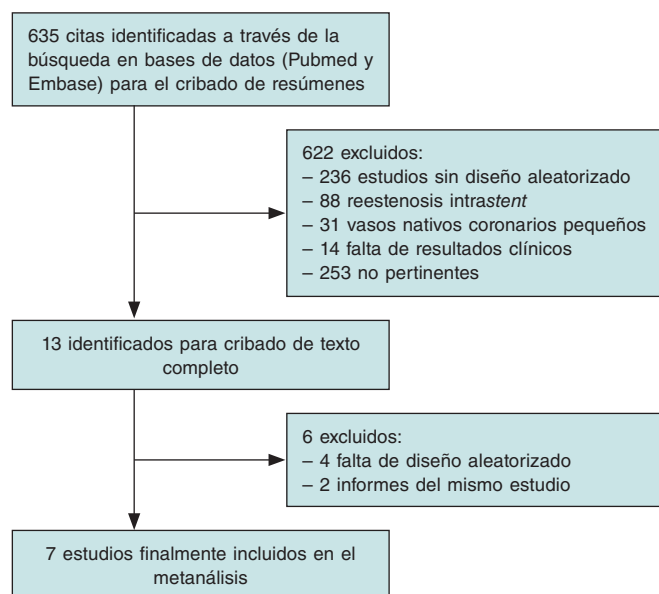 635 citas identificadas a través de la
búsqueda en bases de datos (Pubmed y
Embase) para el cribado de resúmenes
622 excluidos:
– 236 estudios sin diseño aleatorizado
– 88 reestenosis intrastent
– 31 vasos nativos coronarios pequeños
– 14 falta de resultados clínicos
– 253 no pertinentes
13 identificados para cribado de texto
completo
6 excluidos:
– 4 falta de diseño aleatorizado
– 2 informes del mismo estudio
7 estudios finalmente incluidos en el
metanálisis